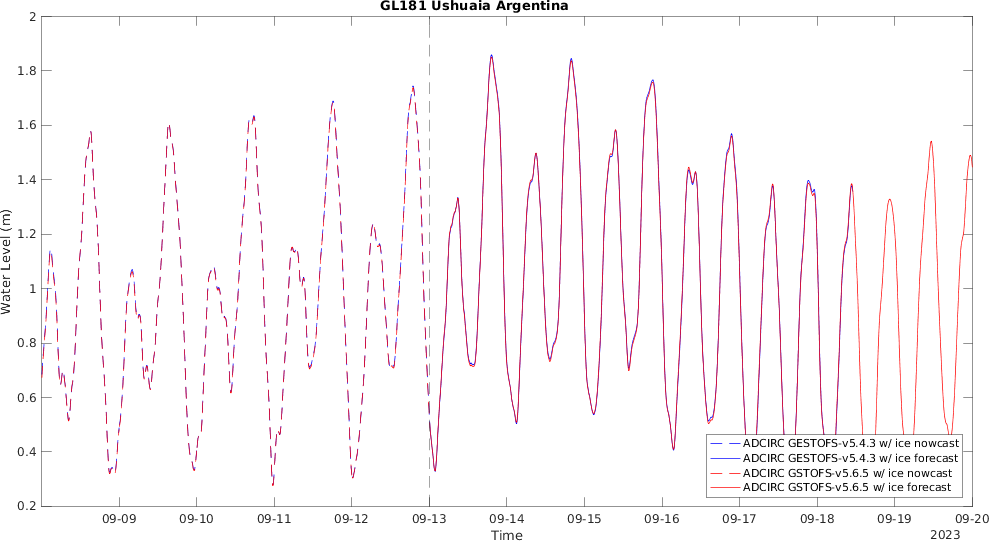 GL181 Ushuaia Argentina
2
1.8
1.6
1.4
1.2
1
0.8
0.6
0.4
0.2
Water Level (m)
ADCIRC GESTOFS-v5.4.3 w/ ice nowcast
ADCIRC GESTOFS-v5.4.3 w/ ice forecast
ADCIRC GSTOFS-v5.6.5 w/ ice nowcast
ADCIRC GSTOFS-v5.6.5 w/ ice forecast
09-09 09-10 09-11 09-12 09-13 09-14 09-15 09-16 09-17 09-18 09-19 09-20
Time
2023